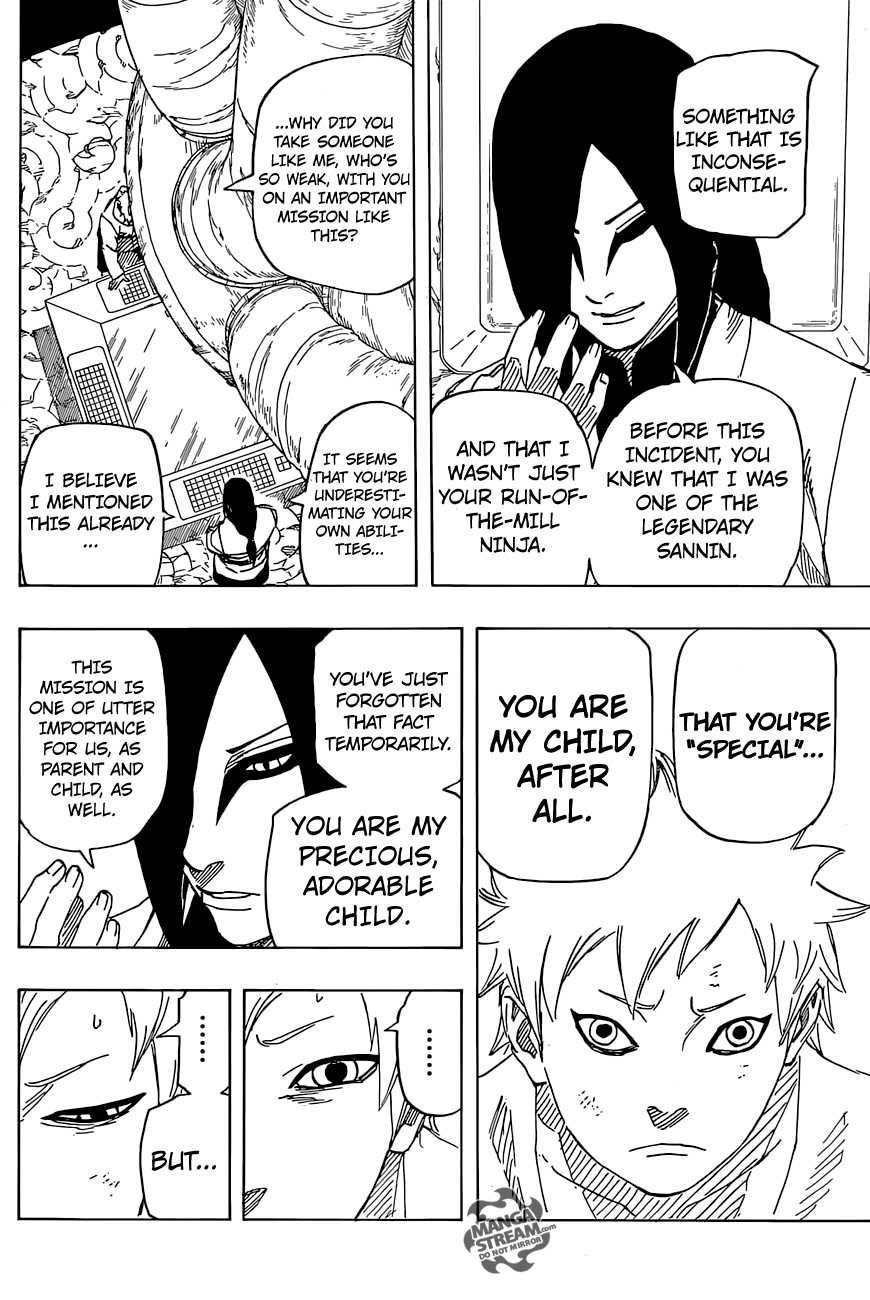 SOMETHING
LIKE THAT IS
INCONSE-
QUENTIAL.
BEFORE THIS
INCIDENT, YOU
KNEW THAT I WAS
ONE OF THE
LEGENDARY
SANNIN.
AND THAT I
WASN'T JUST
YOUR RUN-OF-
THE-MILL
NINJA.
...WHY DID YOU
TAKE SOMEONE
LIKE ME, WHO'S
SO WEAK, WITH YOU
ON AN IMPORTANT
MISSION LIKE
THIS?
IT SEEMS
THAT YOU'RE
UNDERESTI-
MATING YOUR
OWN ABILI-
TIES...
I BELIEVE
I MENTIONED
THIS ALREADY
...
THAT YOU'RE
"SPECIAL"...
YOU ARE
MY CHILD,
AFTER
ALL.
YOU'VE JUST
FORGOTTEN
THAT FACT
TEMPORARILY.
YOU ARE MY
PRECIOUS,
ADORABLE
CHILD.
THIS
MISSION IS
ONE OF UTTER
IMPORTANCE
FOR US, AS
PARENT AND
CHILD, AS
WELL.
......
......
BUT...
MANGA
STREAM.com
DO NOT MIRROR